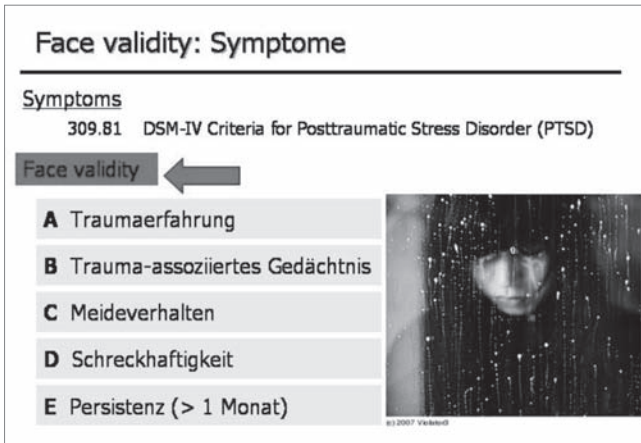 Face validity: Symptome
Symptoms
309.81 DSM-IV Criteria for Posttraumatic Stress Disorder (PTSD)
Face validity
A Traumaerfahrung
B Trauma-assoziiertes Gedächtnis
C Meideverhalten
D Schreckhaftigkeit
E Persistenz (> 1 Monat)
(c) 2007